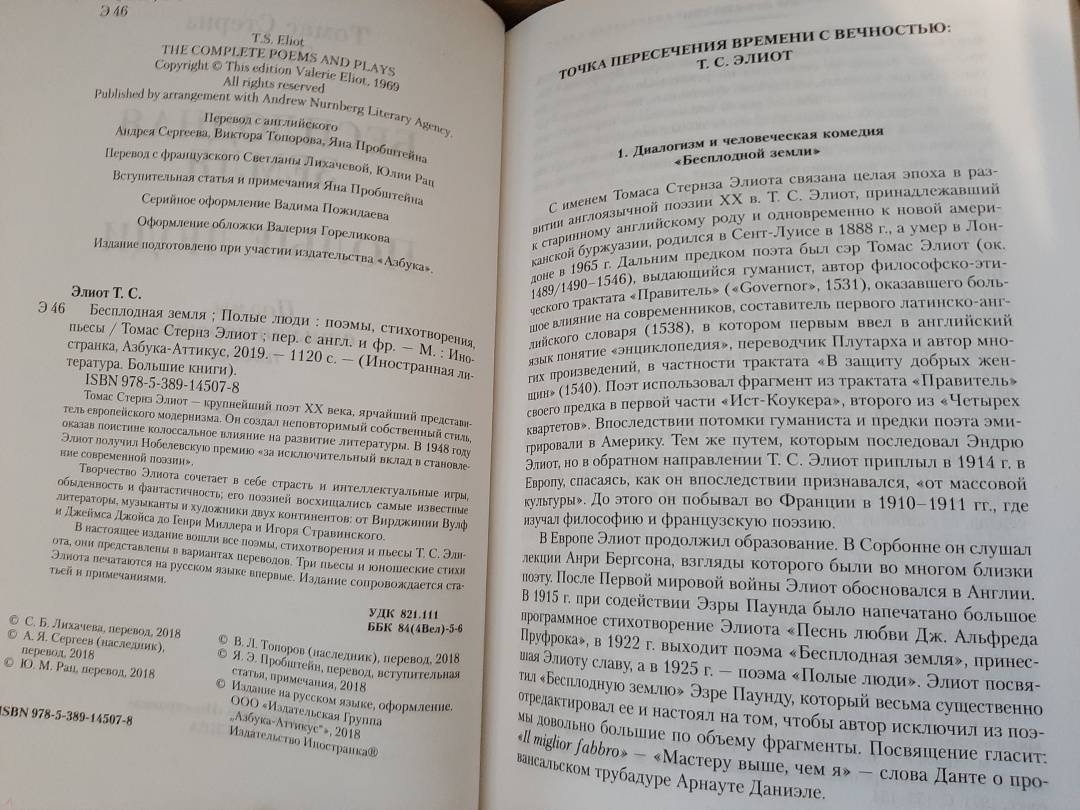 Э 46
T.S. Eliot
THE COMPLETE POEMS AND PLAYS
Copyright © This edition Valerie Eliot, 1969
All rights reserved
Published by arrangement with Andrew Nurnberg Literary Agency.
Перевод с английского
Андрея Сергеева, Виктора Топорова, Яна Пробштейна
Перевод с французского Светланы Лихачевой, Юлии Рац
Вступительная статья и примечания Яна Пробштейна
Серийное оформление Вадима Пожидаева
Оформление обложки Валерия Гореликова
Издание подготовлено при участии издательства «Азбука».
Элиот Т. С.
Э 46 Бесплодная земля ; Полые люди : поэмы, стихотворения,
пьесы / Томас Стернз Элиот ; пер. с англ. и фр. — М. : Ино-
странка, Азбука-Аттикус, 2019. — 1120 с. — (Иностранная ли-
тература. Большие книги).
ISBN 978-5-389-14507-8
Томас Стернз Элиот — крупнейший поэт XX века, ярчайший представи-
тель европейского модернизма. Он создал неповторимый собственный стиль,
оказав поистине колоссальное влияние на развитие литературы. В 1948 году
Элиот получил Нобелевскую премию «за исключительный вклад в становле-
ние современной поэзии».
Творчество Элиота сочетает в себе страсть и интеллектуальные игры,
обыденность и фантастичность; его поэзией восхищались самые известные
литераторы, музыканты и художники двух континентов: от Вирджинии Вулф
и Джеймса Джойса до Генри Миллера и Игоря Стравинского.
В настоящее издание вошли все поэмы, стихотворения и пьесы Т. С. Эли-
ота, они представлены в вариантах переводов. Три пьесы и юношеские стихи
Элиота печатаются на русском языке впервые. Издание сопровождается ста-
тьей и примечаниями.
УДК 821.111
ББК 84(4Вел)-5-6
© С. Б. Лихачева, перевод, 2018
© А. Я. Сергеев (наследник),
перевод, 2018
© Ю. М. Рац, перевод, 2018
© В. Л. Топоров (наследник), перевод, 2018
© Я. Э. Пробштейн, перевод, вступительная
статья, примечания, 2018
© Издание на русском языке, оформление.
ООО «Издательская Группа
„Азбука-Аттикус“», 2018
Издательство Иностранка®
ISBN 978-5-389-14507-8
ТОЧКА ПЕРЕСЕЧЕНИЯ ВРЕМЕНИ С ВЕЧНОСТЬЮ:
Т. С. ЭЛИОТ
1. Диалогизм и человеческая комедия
«Бесплодной земли»
С именем Томаса Стернза Элиота связана целая эпоха в раз-
витии англоязычной поэзии XX в. Т. С. Элиот, принадлежавший
к старинному английскому роду и одновременно к новой амери-
канской буржуазии, родился в Сент-Луисе в 1888 г., а умер в Лон-
доне в 1965 г. Дальним предком поэта был сэр Томас Элиот (ок.
1489/1490–1546), выдающийся гуманист, автор философско-эти-
ческого трактата «Правитель» («Governor», 1531), оказавшего боль-
шое влияние на современников, составитель первого латинско-анг-
лийского словаря (1538), в котором первым ввел в английский
язык понятие «энциклопедия», переводчик Плутарха и автор мно-
гих произведений, в частности трактата «В защиту добрых жен-
щин» (1540). Поэт использовал фрагмент из трактата «Правитель»
своего предка в первой части «Ист-Коукера», второго из «Четырех
квартетов». Впоследствии потомки гуманиста и предки поэта эми-
грировали в Америку. Тем же путем, которым последовал Эндрю
Элиот, но в обратном направлении Т. С. Элиот приплыл в 1914 г. в
Европу, спасаясь, как он впоследствии признавался, «от массовой
культуры». До этого он побывал во Франции в 1910–1911 гг., где
изучал философию и французскую поэзию.
В Европе Элиот продолжил образование. В Сорбонне он слушал
лекции Анри Бергсона, взгляды которого были во многом близки
поэту. После Первой мировой войны Элиот обосновался в Англии.
В 1915 г. при содействии Эзры Паунда было напечатано большое
программное стихотворение Элиота «Песнь любви Дж. Альфреда
Пруфрока», в 1922 г. выходит поэма «Бесплодная земля», принес-
шая Элиоту славу, а в 1925 г. — поэма «Полые люди». Элиот посвя-
тил «Бесплодную землю» Эзре Паунду, который весьма существенно
отредактировал ее и настоял на том, чтобы автор исключил из поэ-
мы довольно большие по объему фрагменты. Посвящение гласит:
«Il miglior fabbro» — «Мастеру выше, чем я» — слова Данте о про-
вансальском трубадуре Арнауте Даниэле.